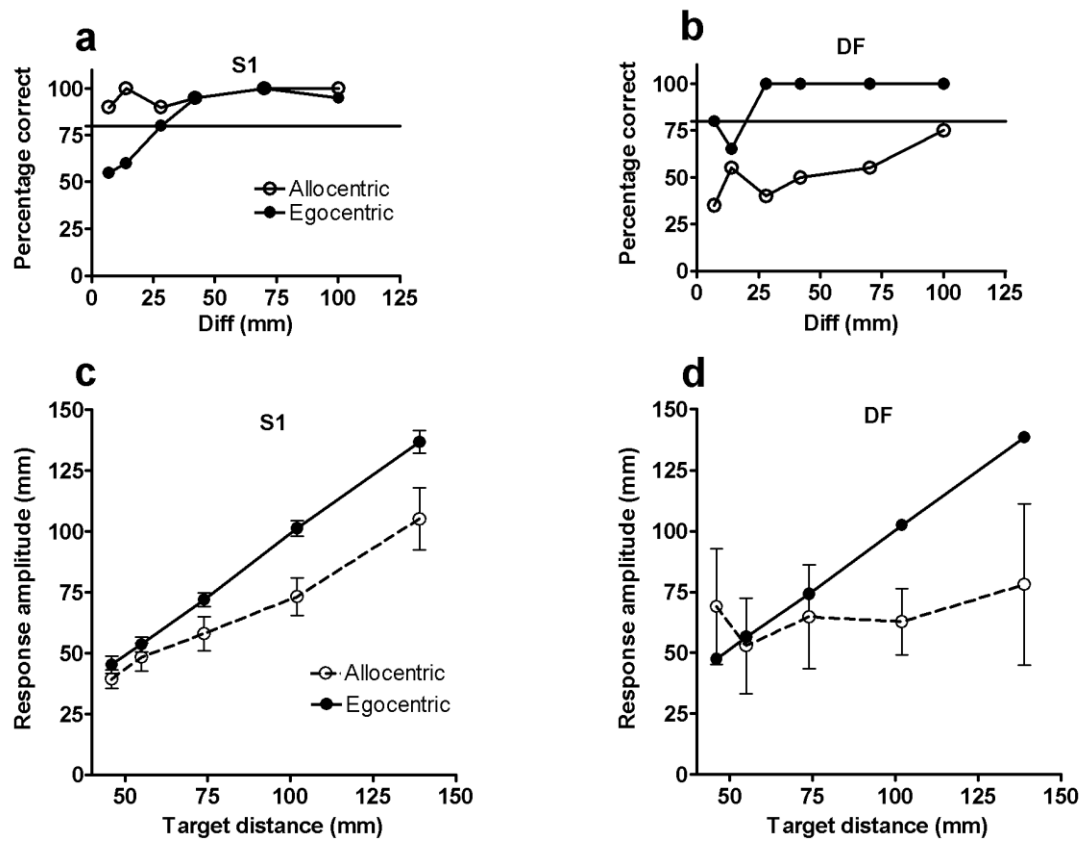 a
S1
Percentage correct
100
75
50
25
0
Allocentric
Egocentric
0 25 50 75 100 125
Diff (mm)
b
DF
Percentage correct
100
75
50
25
0
0 25 50 75 100 125
Diff (mm)
c
S1
Response amplitude (mm)
150
125
100
75
50
25
0
Allocentric
Egocentric
50 75 100 125 150
Target distance (mm)
d
DF
Response amplitude (mm)
150
125
100
75
50
25
0
50 75 100 125 150
Target distance (mm)